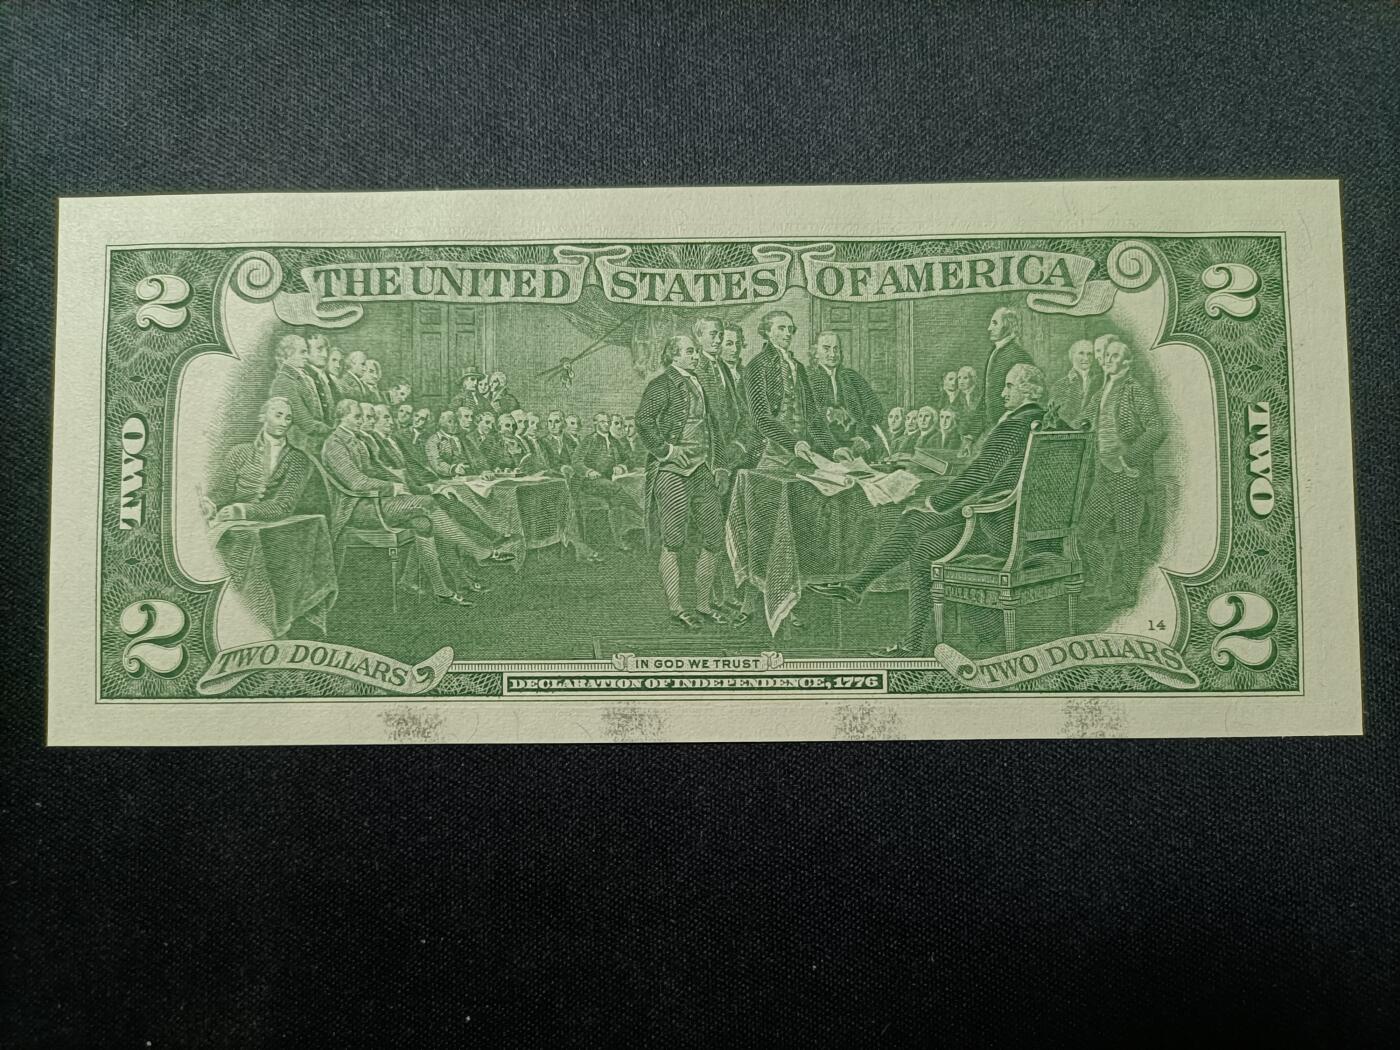 THE UNITED STATES OF AMERICA
2
2
TWO
TWO
14
2
2
TWO DOLLARS
IN GOD WE TRUST
TWO DOLLARS
DECLARATION OF INDEPENDENCE, 1776